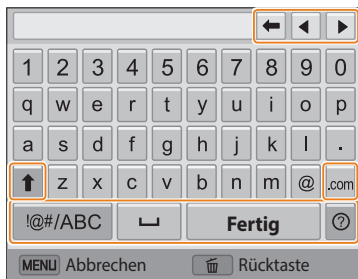 1 2 3 4 5 6 7 8 9 0
q w e r t y u i o p
a s d f g h j k l .
z x c v b n m @ .com
!@#/ABC Fertig ?
MENU Abbrechen Rücktaste